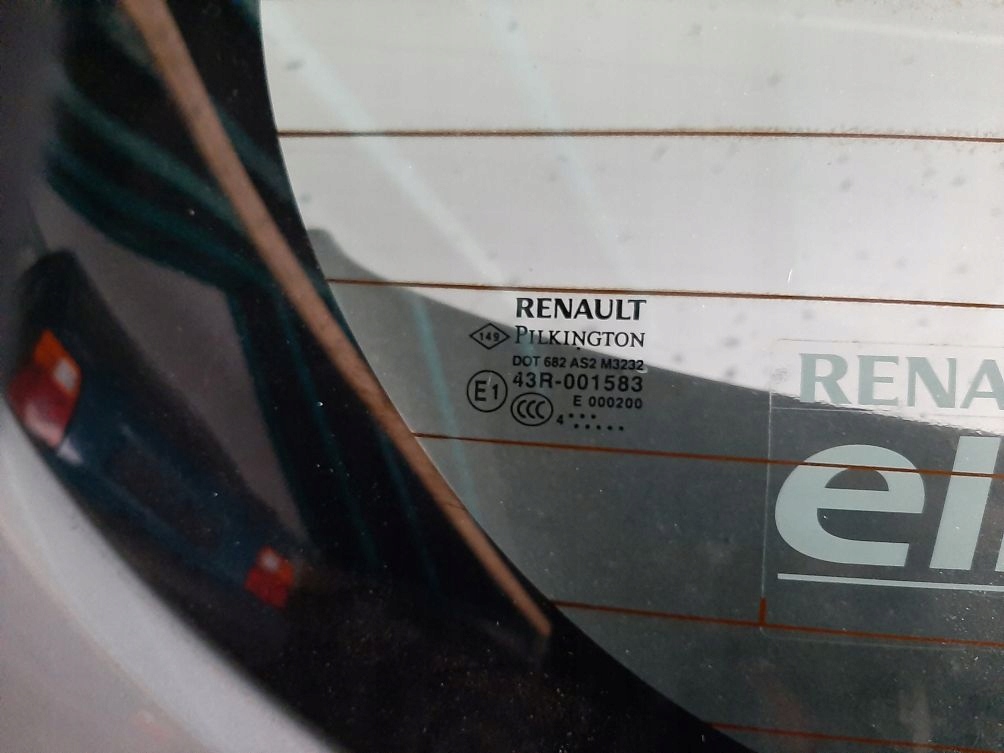 RENAULT
149 PILKINGTON
DOT 682 AS2 M3232
E1 43R-001583
CCC E 000200
4 ... .....
RENA
el